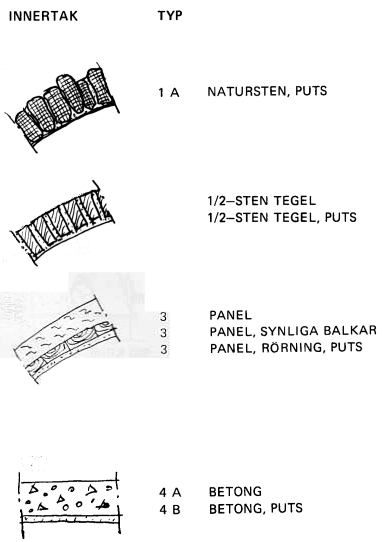 INNERTAK TYP
1 A NATURSTEN, PUTS
1/2–STEN TEGEL
1/2–STEN TEGEL, PUTS
3 PANEL
3 PANEL, SYNLIGA BALKAR
3 PANEL, RÖRNING, PUTS
4 A BETONG
4 B BETONG, PUTS